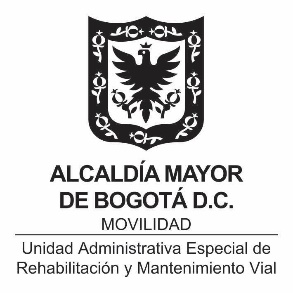 ALCALDÍA MAYOR
DE BOGOTÁ D.C.
MOVILIDAD
Unidad Administrativa Especial de
Rehabilitación y Mantenimiento Vial